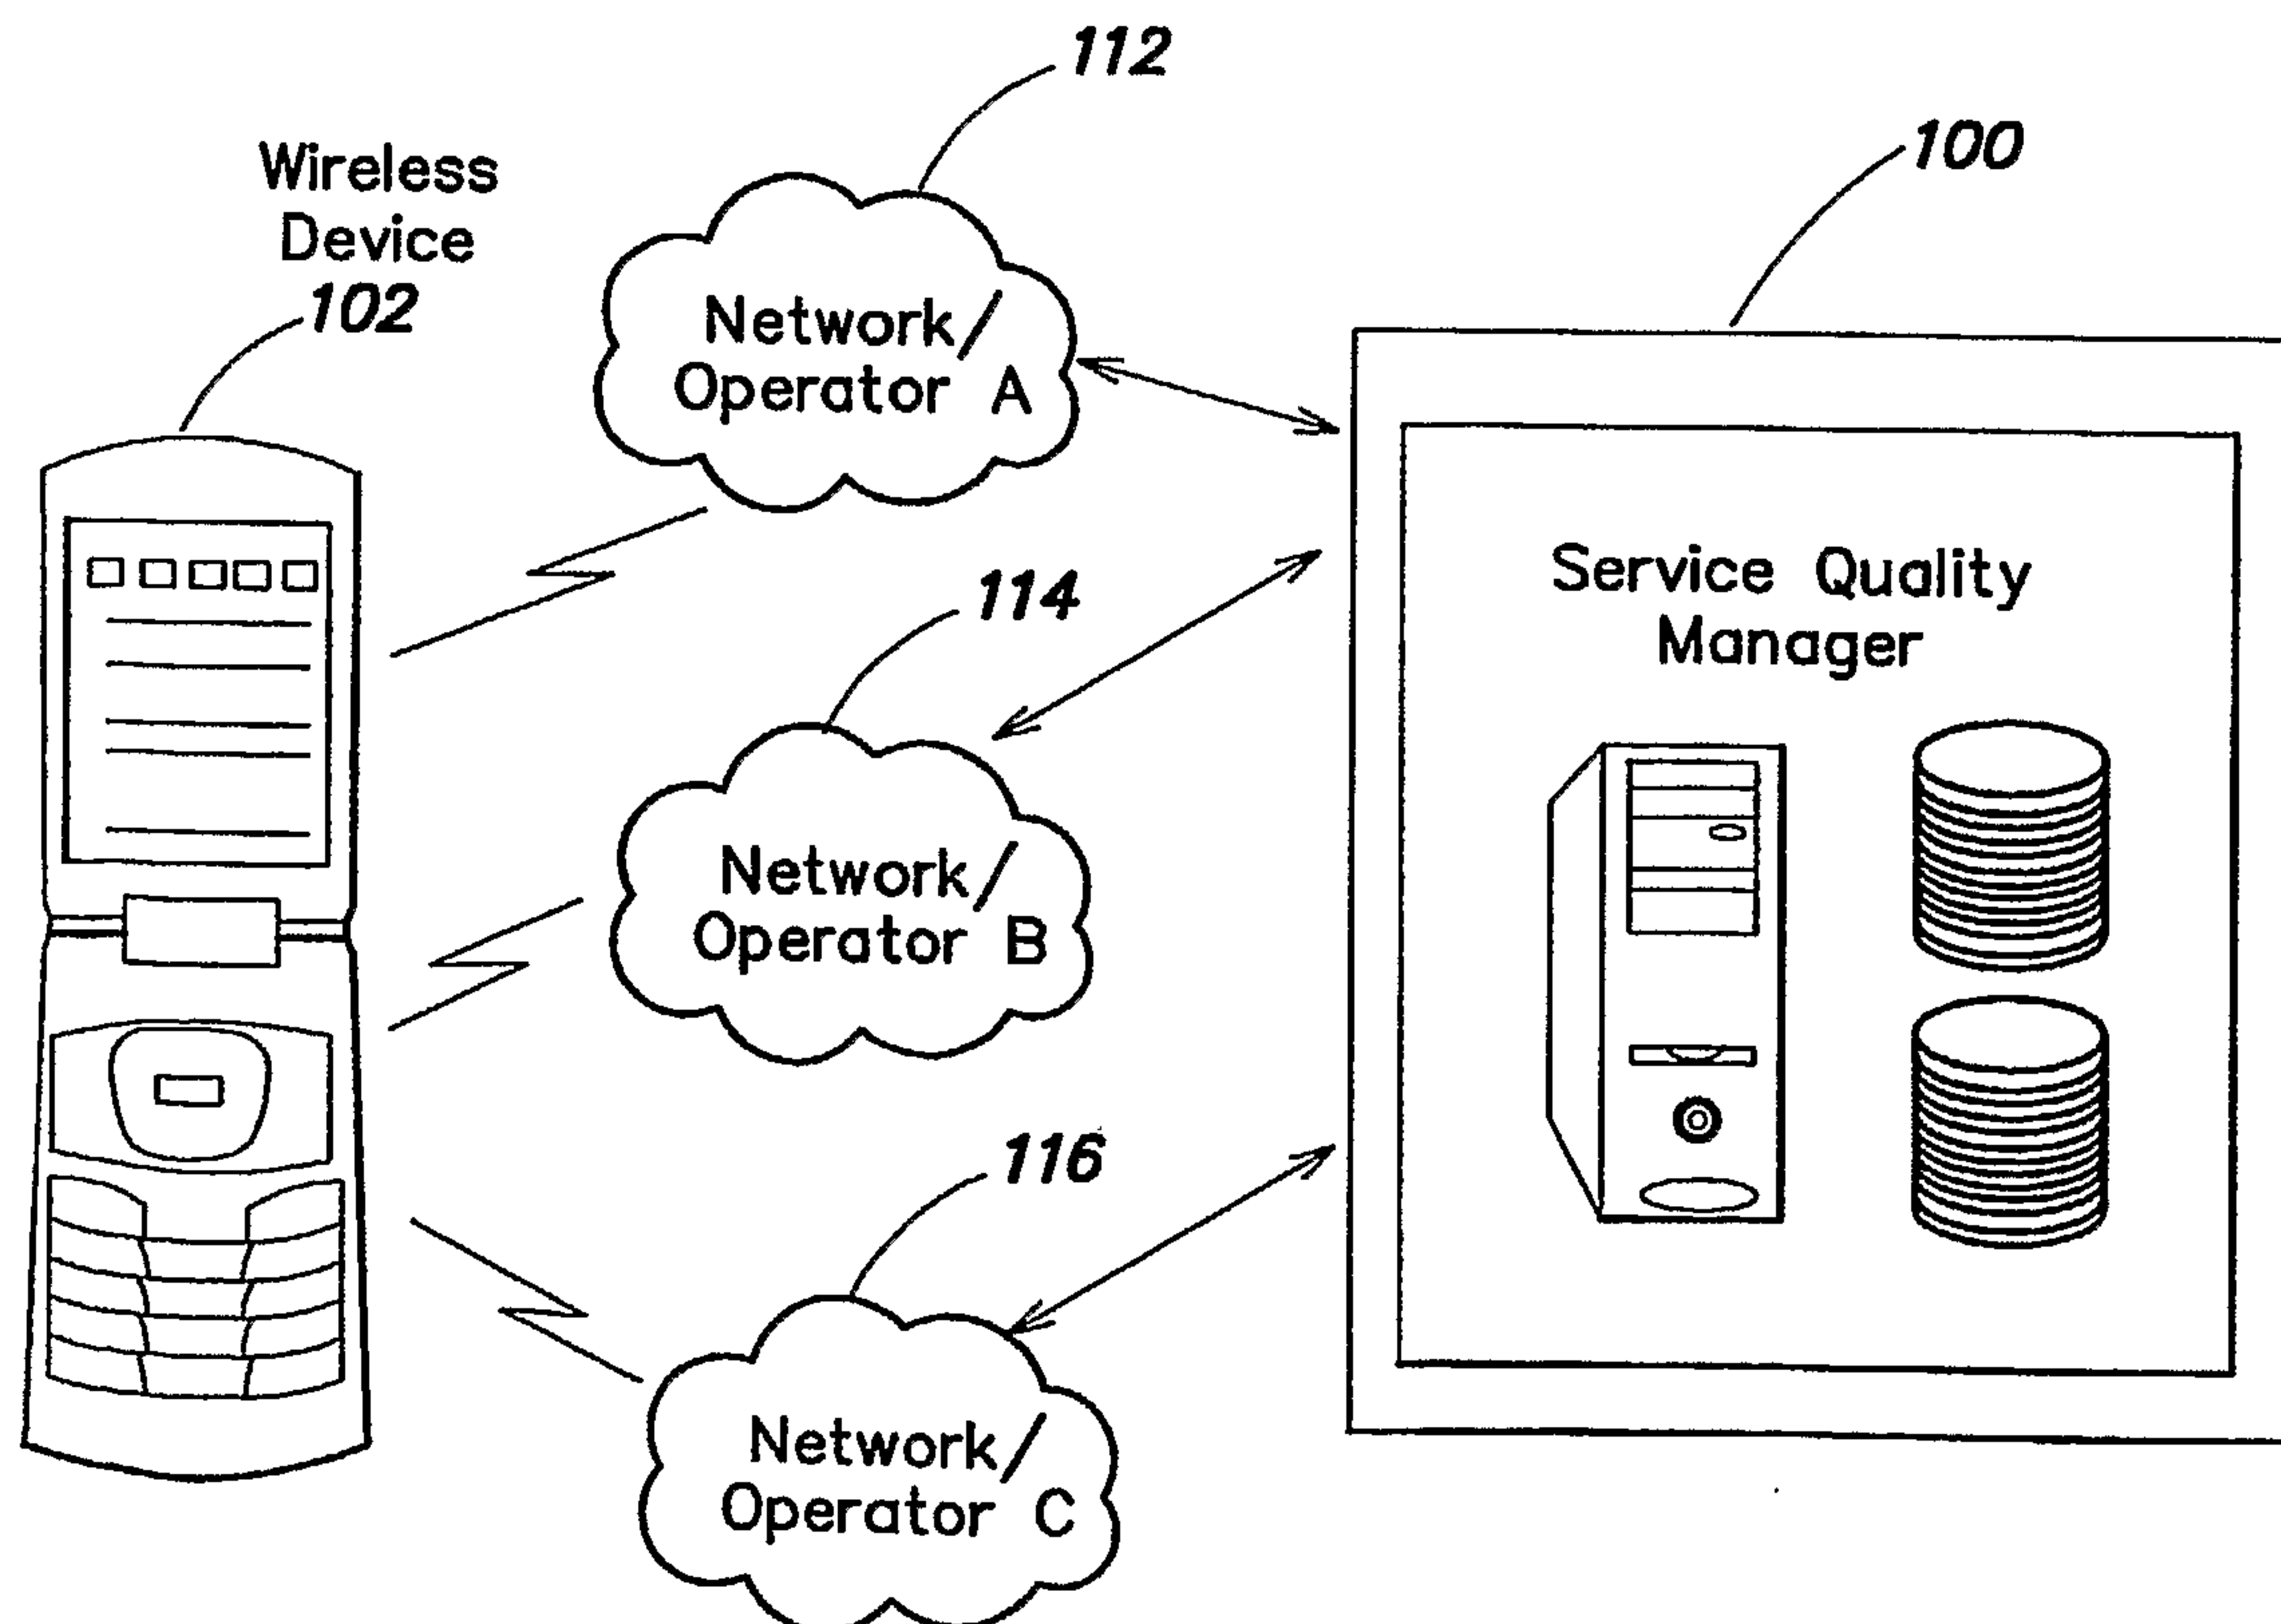 112
100
Wireless
Device
102
Network/
Operator A
114
Service Quality
Manager
Network/
Operator B
116
Network/
Operator C